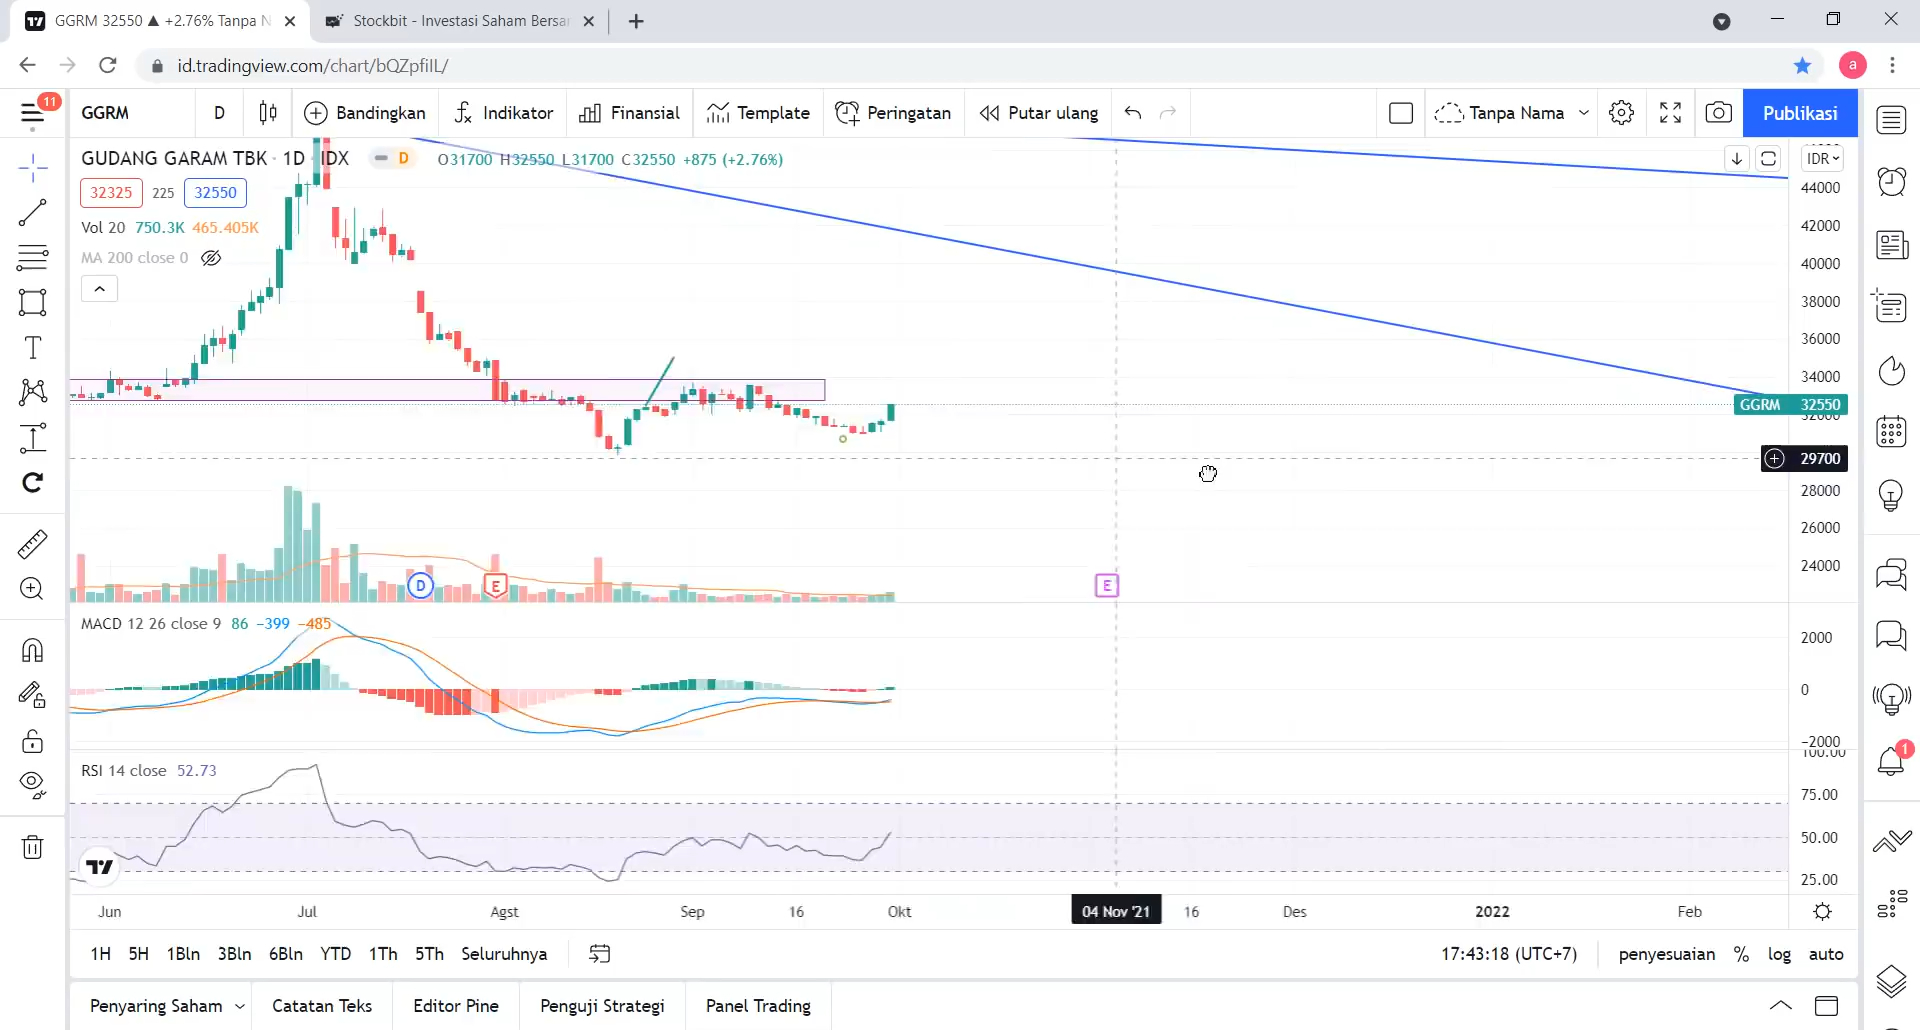 GGRM 32550 ▲ +2.76% Tanpa N
Stockbit - Investasi Saham Bersa
id.tradingview.com/chart/bQZpfiIL/
a
11
GGRM D Bandingkan Indikator Finansial Template Peringatan Putar ulang Tanpa Nama Publikasi
GUDANG GARAM TBK · 1D · IDX D O31700 H32550 L31700 C32550 +875 (+2.76%)
IDR
32325 225 32550
Vol 20 750.3K 465.405K
MA 200 close 0
44000
42000
40000
38000
36000
34000
GGRM 32550
32000
29700
28000
26000
24000
D E E
MACD 12 26 close 9 86 −399 −485
2000
0
−2000
100.00
RSI 14 close 52.73
75.00
50.00
25.00
1
Jun Jul Agst Sep 16 Okt 04 Nov '21 16 Des 2022 Feb
1H 5H 1Bln 3Bln 6Bln YTD 1Th 5Th Seluruhnya 17:43:18 (UTC+7) penyesuaian % log auto
Penyaring Saham Catatan Teks Editor Pine Penguji Strategi Panel Trading